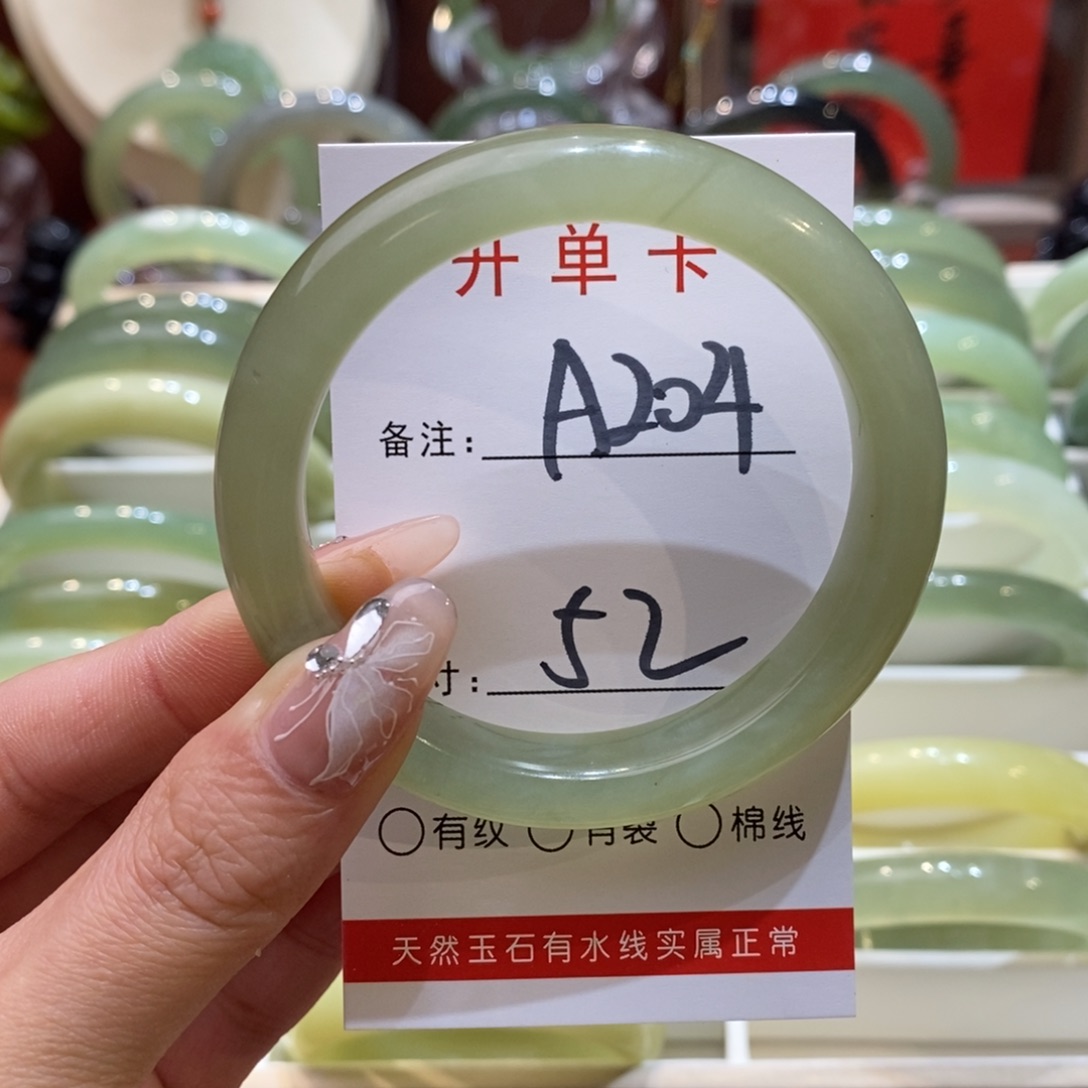 开单卡
备注: A204
寸: 52
有纹 有裂 棉线
天然玉石有水线实属正常